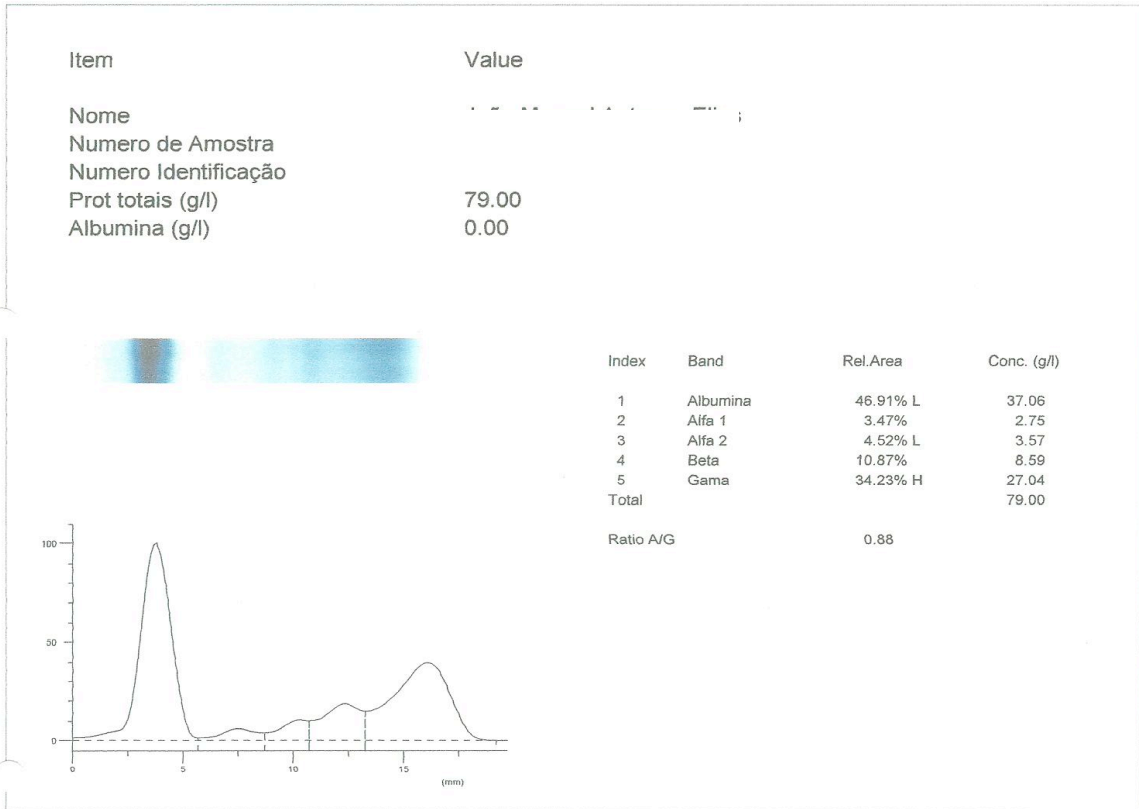 Item Value
Nome
Numero de Amostra
Numero Identificação
Prot totais (g/l) 79.00
Albumina (g/l) 0.00
Index Band Rel.Area Conc. (g/l)
1 Albumina 46.91% L 37.06
2 Alfa 1 3.47% 2.75
3 Alfa 2 4.52% L 3.57
4 Beta 10.87% 8.59
5 Gama 34.23% H 27.04
Total 79.00
Ratio A/G 0.88
100
50
0
0 5 10 15
(mm)